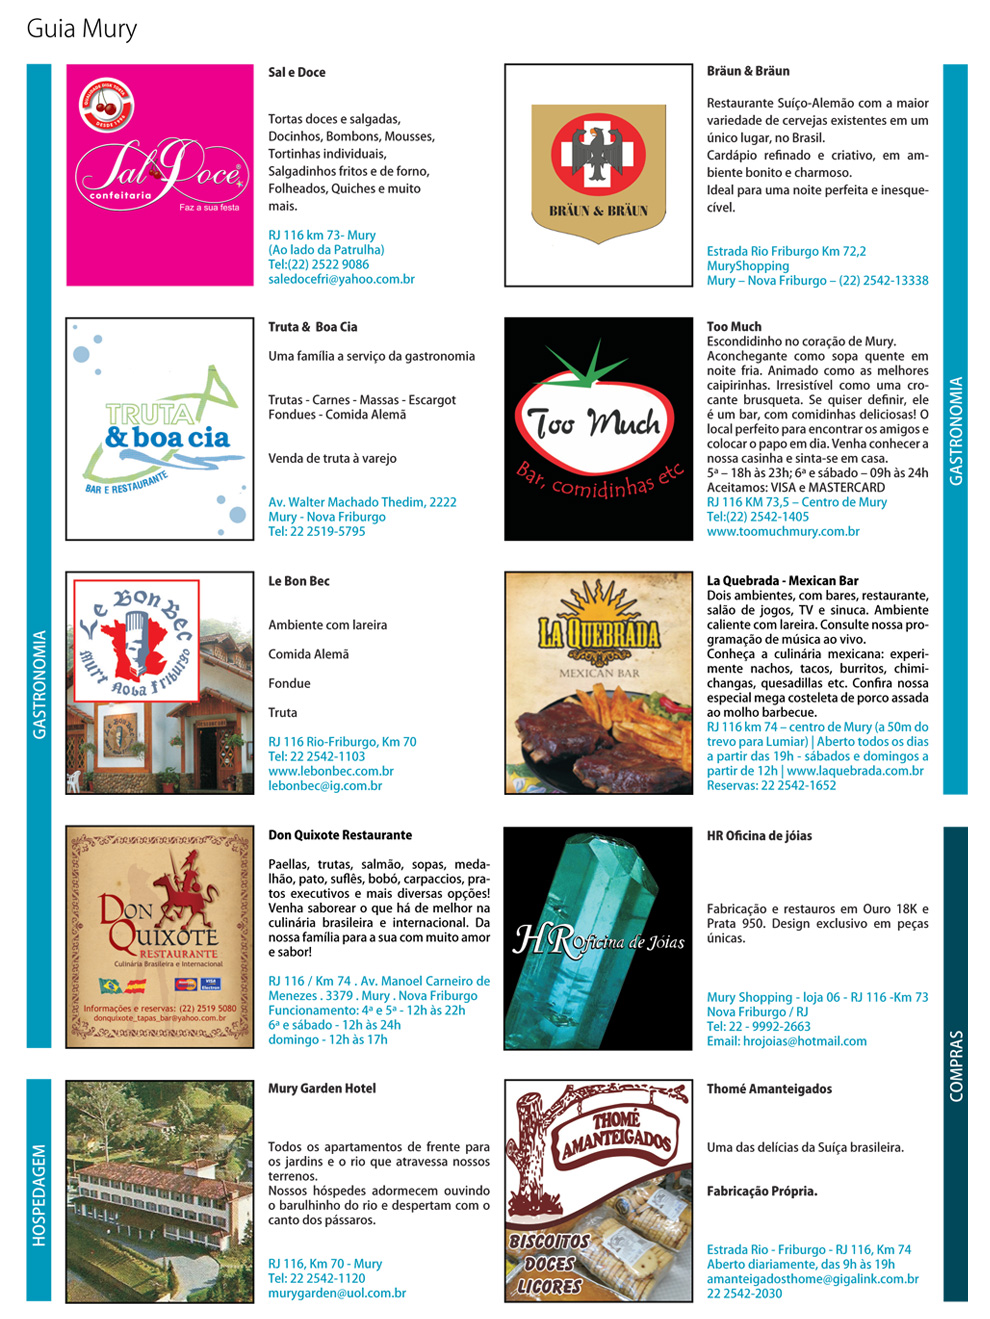 Guia Mury
GASTRONOMIA
QUALIDADE DITA SABOR
DESDE 1996
Sal e Doce
confeitaria
Faz a sua festa
Sal e Doce
Tortas doces e salgadas,
Docinhos, Bombons, Mousses,
Tortinhas individuais,
Salgadinhos fritos e de forno,
Folheados, Quiches e muito
mais.
RJ 116 km 73- Mury
(Ao lado da Patrulha)
Tel:(22) 2522 9086
saledocefri@yahoo.com.br
TRUTA
& boa cia
BAR E RESTAURANTE
Truta & Boa Cia
Uma família a serviço da gastronomia
Trutas - Carnes - Massas - Escargot
Fondues - Comida Alemã
Venda de truta à varejo
Av. Walter Machado Thedim, 2222
Mury - Nova Friburgo
Tel: 22 2519-5795
Le Bon Bec
Mury Nova Friburgo
Le Bon Bec
Ambiente com lareira
Comida Alemã
Fondue
Truta
RJ 116 Rio-Friburgo, Km 70
Tel: 22 2542-1103
www.lebonbec.com.br
lebonbec@ig.com.br
DON
QUIXOTE
RESTAURANTE
Culinária Brasileira e Internacional
VISA
Electron
Informações e reservas: (22) 2519 5080
donquixote_tapas_bar@yahoo.com.br
Don Quixote Restaurante
Paellas, trutas, salmão, sopas, meda-
lhão, pato, suflês, bobó, carpaccios, pra-
tos executivos e mais diversas opções!
Venha saborear o que há de melhor na
culinária brasileira e internacional. Da
nossa família para a sua com muito amor
e sabor!
RJ 116 / Km 74 . Av. Manoel Carneiro de
Menezes . 3379 . Mury . Nova Friburgo
Funcionamento: 4ª e 5ª - 12h às 22h
6ª e sábado - 12h às 24h
domingo - 12h às 17h
HOSPEDAGEM
Mury Garden Hotel
Todos os apartamentos de frente para
os jardins e o rio que atravessa nossos
terrenos.
Nossos hóspedes adormecem ouvindo
o barulhinho do rio e despertam com o
canto dos pássaros.
RJ 116, Km 70 - Mury
Tel: 22 2542-1120
murygarden@uol.com.br
GASTRONOMIA
BRÄUN & BRÄUN
Bräun & Bräun
Restaurante Suíço-Alemão com a maior
variedade de cervejas existentes em um
único lugar, no Brasil.
Cardápio refinado e criativo, em am-
biente bonito e charmoso.
Ideal para uma noite perfeita e inesque-
cível.
Estrada Rio Friburgo Km 72,2
MuryShopping
Mury – Nova Friburgo – (22) 2542-13338
Too Much
Bar, comidinhas etc
Too Much
Escondidinho no coração de Mury.
Aconchegante como sopa quente em
noite fria. Animado como as melhores
caipirinhas. Irresistível como uma cro-
cante brusqueta. Se quiser definir, ele
é um bar, com comidinhas deliciosas! O
local perfeito para encontrar os amigos e
colocar o papo em dia. Venha conhecer a
nossa casinha e sinta-se em casa.
5ª – 18h às 23h; 6ª e sábado – 09h às 24h
Aceitamos: VISA e MASTERCARD
RJ 116 KM 73,5 – Centro de Mury
Tel:(22) 2542-1405
www.toomuchmury.com.br
LA QUEBRADA
MEXICAN BAR
La Quebrada - Mexican Bar
Dois ambientes, com bares, restaurante,
salão de jogos, TV e sinuca. Ambiente
caliente com lareira. Consulte nossa pro-
gramação de música ao vivo.
Conheça a culinária mexicana: experi-
mente nachos, tacos, burritos, chimi-
changas, quesadillas etc. Confira nossa
especial mega costeleta de porco assada
ao molho barbecue.
RJ 116 km 74 – centro de Mury (a 50m do
trevo para Lumiar) | Aberto todos os dias
a partir das 19h - sábados e domingos a
partir de 12h | www.laquebrada.com.br
Reservas: 22 2542-1652
COMPRAS
HR Oficina de Jóias
HR Oficina de jóias
Fabricação e restauros em Ouro 18K e
Prata 950. Design exclusivo em peças
únicas.
Mury Shopping - loja 06 - RJ 116 -Km 73
Nova Friburgo / RJ
Tel: 22 - 9992-2663
Email: hrojoias@hotmail.com
THOMÉ
AMANTEIGADOS
BISCOITOS
DOCES
LICORES
Thomé Amanteigados
Uma das delícias da Suíça brasileira.
Fabricação Própria.
Estrada Rio - Friburgo - RJ 116, Km 74
Aberto diariamente, das 9h às 19h
amanteigadosthome@gigalink.com.br
22 2542-2030